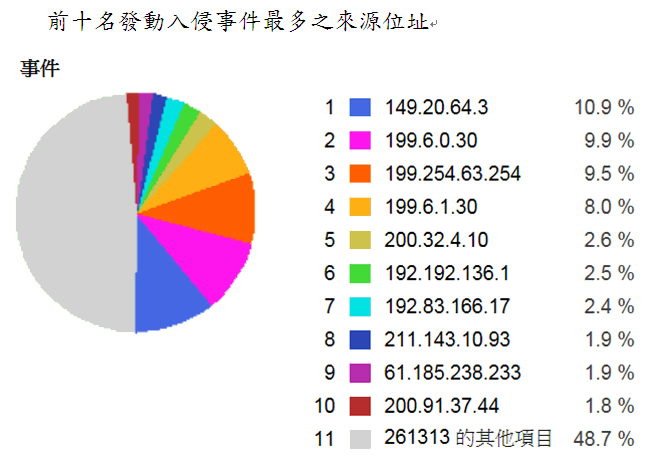 前十名發動入侵事件最多之來源位址
事件
1 149.20.64.3 10.9 %
2 199.6.0.30 9.9 %
3 199.254.63.254 9.5 %
4 199.6.1.30 8.0 %
5 200.32.4.10 2.6 %
6 192.192.136.1 2.5 %
7 192.83.166.17 2.4 %
8 211.143.10.93 1.9 %
9 61.185.238.233 1.9 %
10 200.91.37.44 1.8 %
11 261313 的其他項目 48.7 %